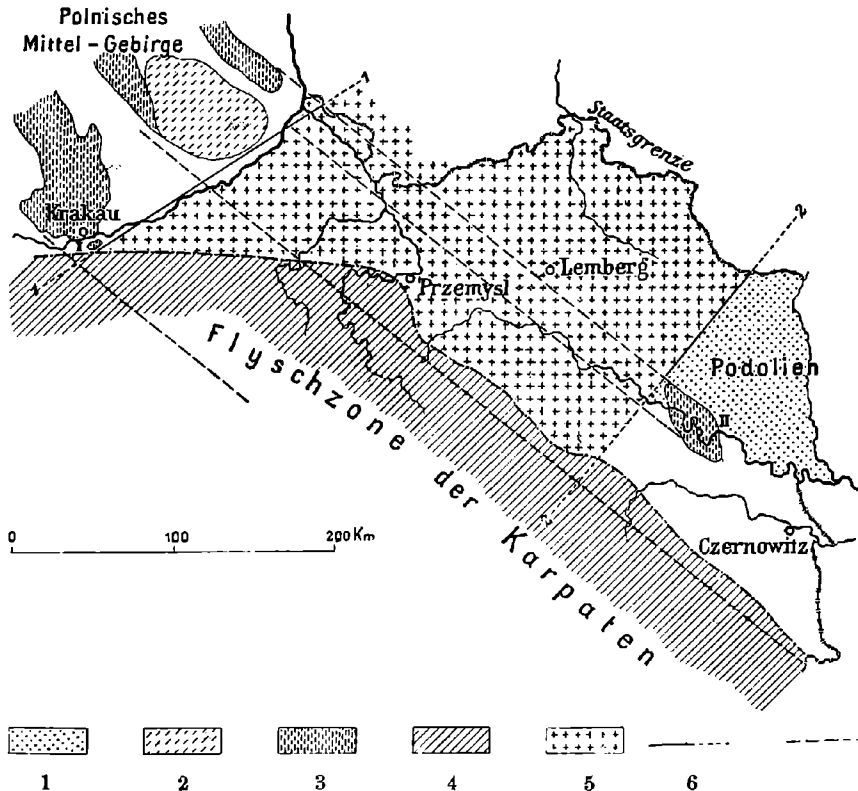 Polnisches
Mittel-Gebirge
1
Staatsgrenze
Krakau
I
2
Lemberg
1
Przemysl
Podolien
II
Flyschzone der Karpaten
0 100 200 Km
Czernowitz
1 2 3 4 5 6